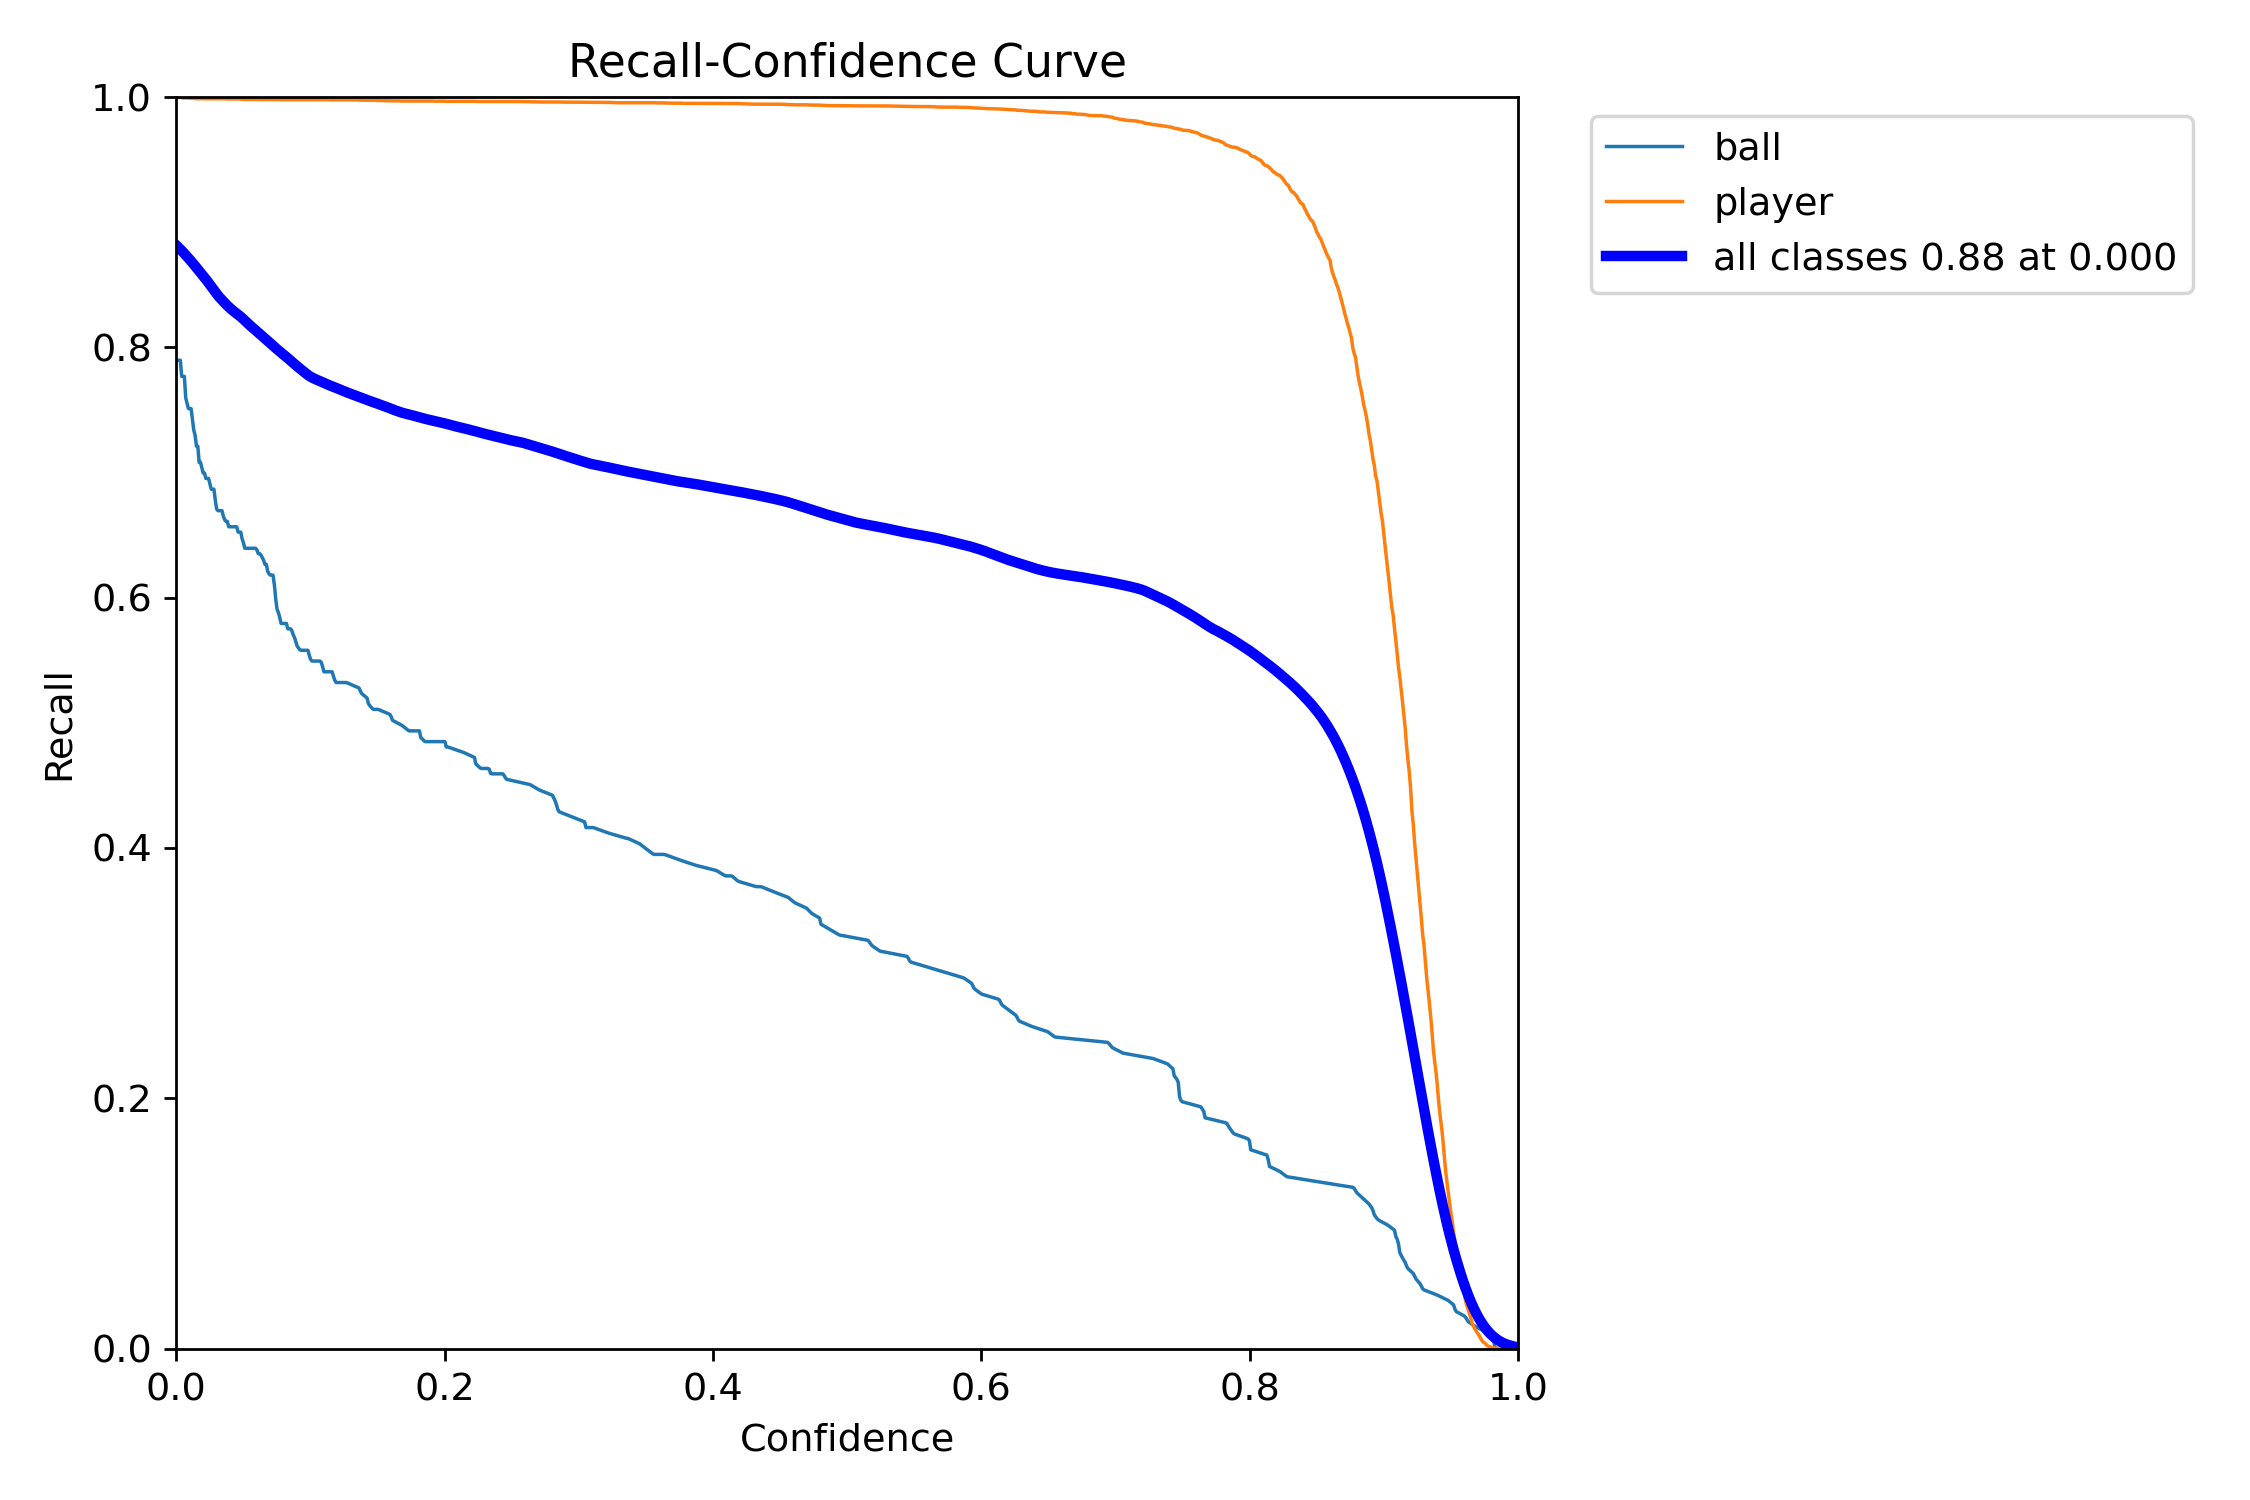 Recall-Confidence Curve
1.0
0.8
0.6
0.4
0.2
0.0
Recall
0.0 0.2 0.4 0.6 0.8 1.0
Confidence
ball
player
all classes 0.88 at 0.000